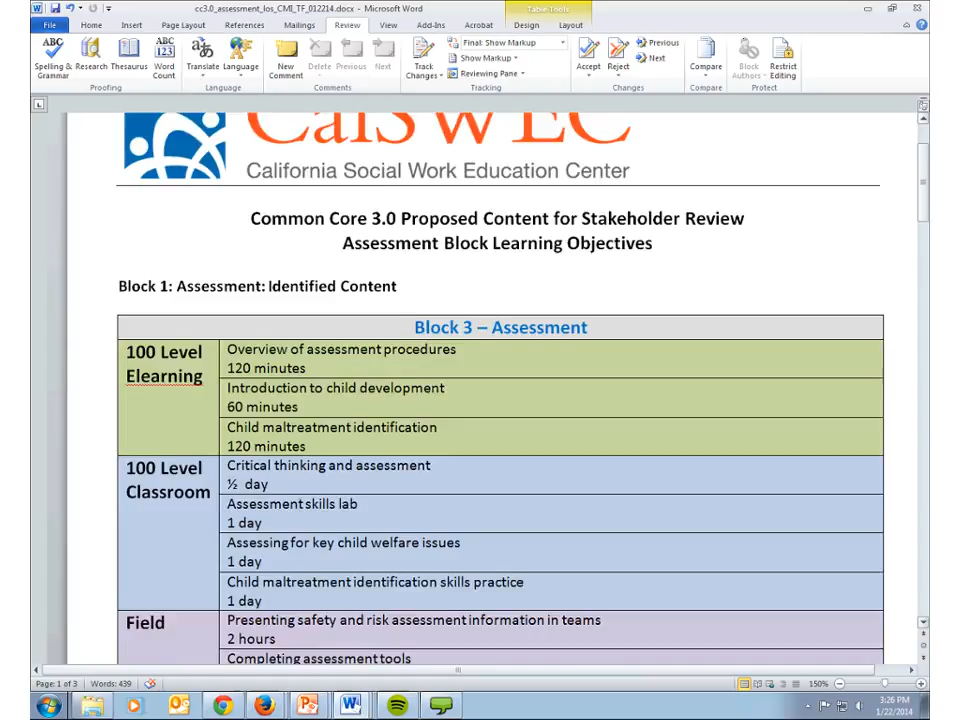 cc3.0_assessment_los_CMI_TF_012214.docx - Microsoft Word
Table Tools
File Home Insert Page Layout References Mailings Review View Add-Ins Acrobat Design Layout
ABC
ABC
123
Spelling & Grammar
Research
Thesaurus
Word Count
Translate
Language
New Comment
Delete
Previous
Next
Track Changes
Final: Show Markup
Show Markup
Reviewing Pane
Accept
Reject
Previous
Next
Compare
Block Authors
Restrict Editing
Proofing Language Comments Tracking Changes Compare Protect
CalSWEC
California Social Work Education Center
Common Core 3.0 Proposed Content for Stakeholder Review
Assessment Block Learning Objectives
Block 1: Assessment: Identified Content
Block 3 – Assessment
100 Level
Elearning
Overview of assessment procedures
120 minutes
Introduction to child development
60 minutes
Child maltreatment identification
120 minutes
100 Level
Classroom
Critical thinking and assessment
½ day
Assessment skills lab
1 day
Assessing for key child welfare issues
1 day
Child maltreatment identification skills practice
1 day
Field
Presenting safety and risk assessment information in teams
2 hours
Completing assessment tools
Page: 1 of 3 Words: 439 150%
3:26 PM
1/22/2014